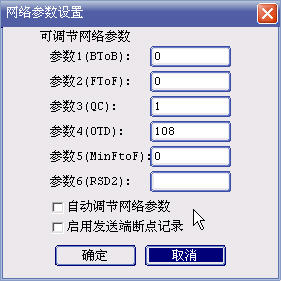 网络参数设置
可调节网络参数
参数1(BToB): 0
参数2(FToF): 0
参数3(QC): 1
参数4(OTD): 108
参数5(MinFtoF): 0
参数6(RSD2):
自动调节网络参数
启用发送端断点记录
确定 取消